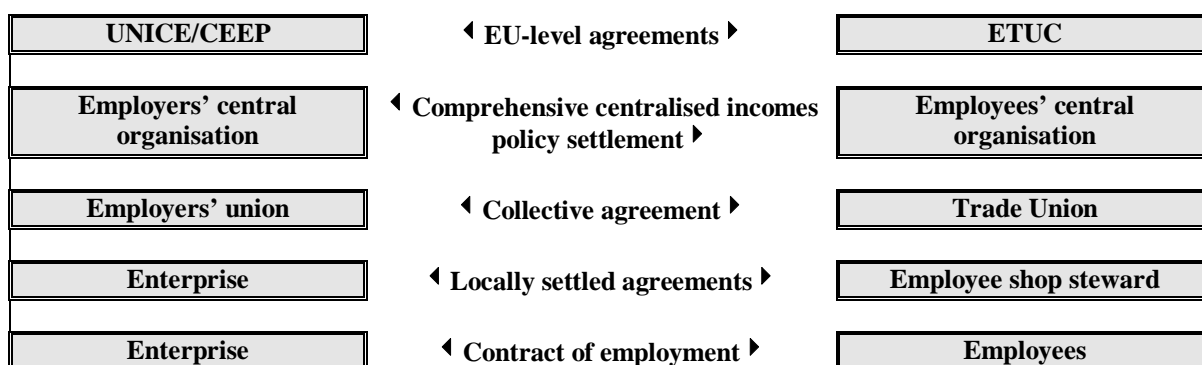 UNICE/CEEP EU-level agreements ETUC
Employers’ central organisation
Comprehensive centralised incomes policy settlement
Employees’ central organisation
Employers’ union Collective agreement Trade Union
Enterprise Locally settled agreements Employee shop steward
Enterprise Contract of employment Employees